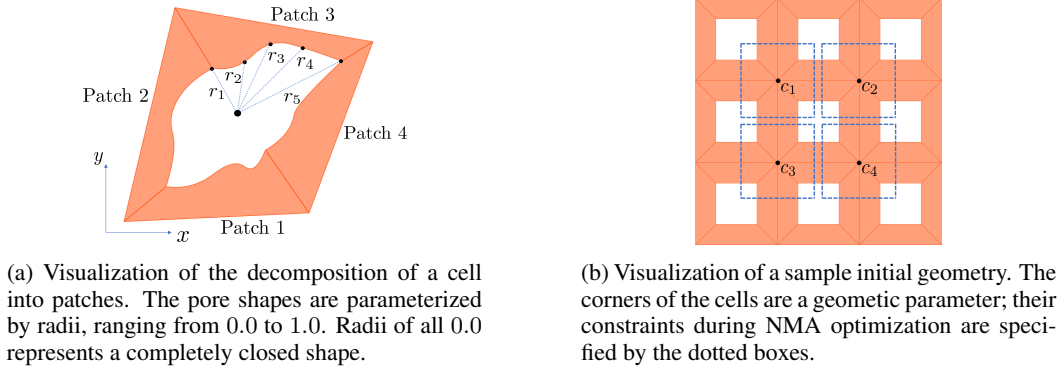 Patch 3
r3
r2
r4
r1
r5
Patch 2
Patch 4
y
x
Patch 1
c1
c2
c3
c4
(a) Visualization of the decomposition of a cell
into patches. The pore shapes are parameterized
by radii, ranging from 0.0 to 1.0. Radii of all 0.0
represents a completely closed shape.
(b) Visualization of a sample initial geometry. The
corners of the cells are a geometic parameter; their
constraints during NMA optimization are speci-
fied by the dotted boxes.